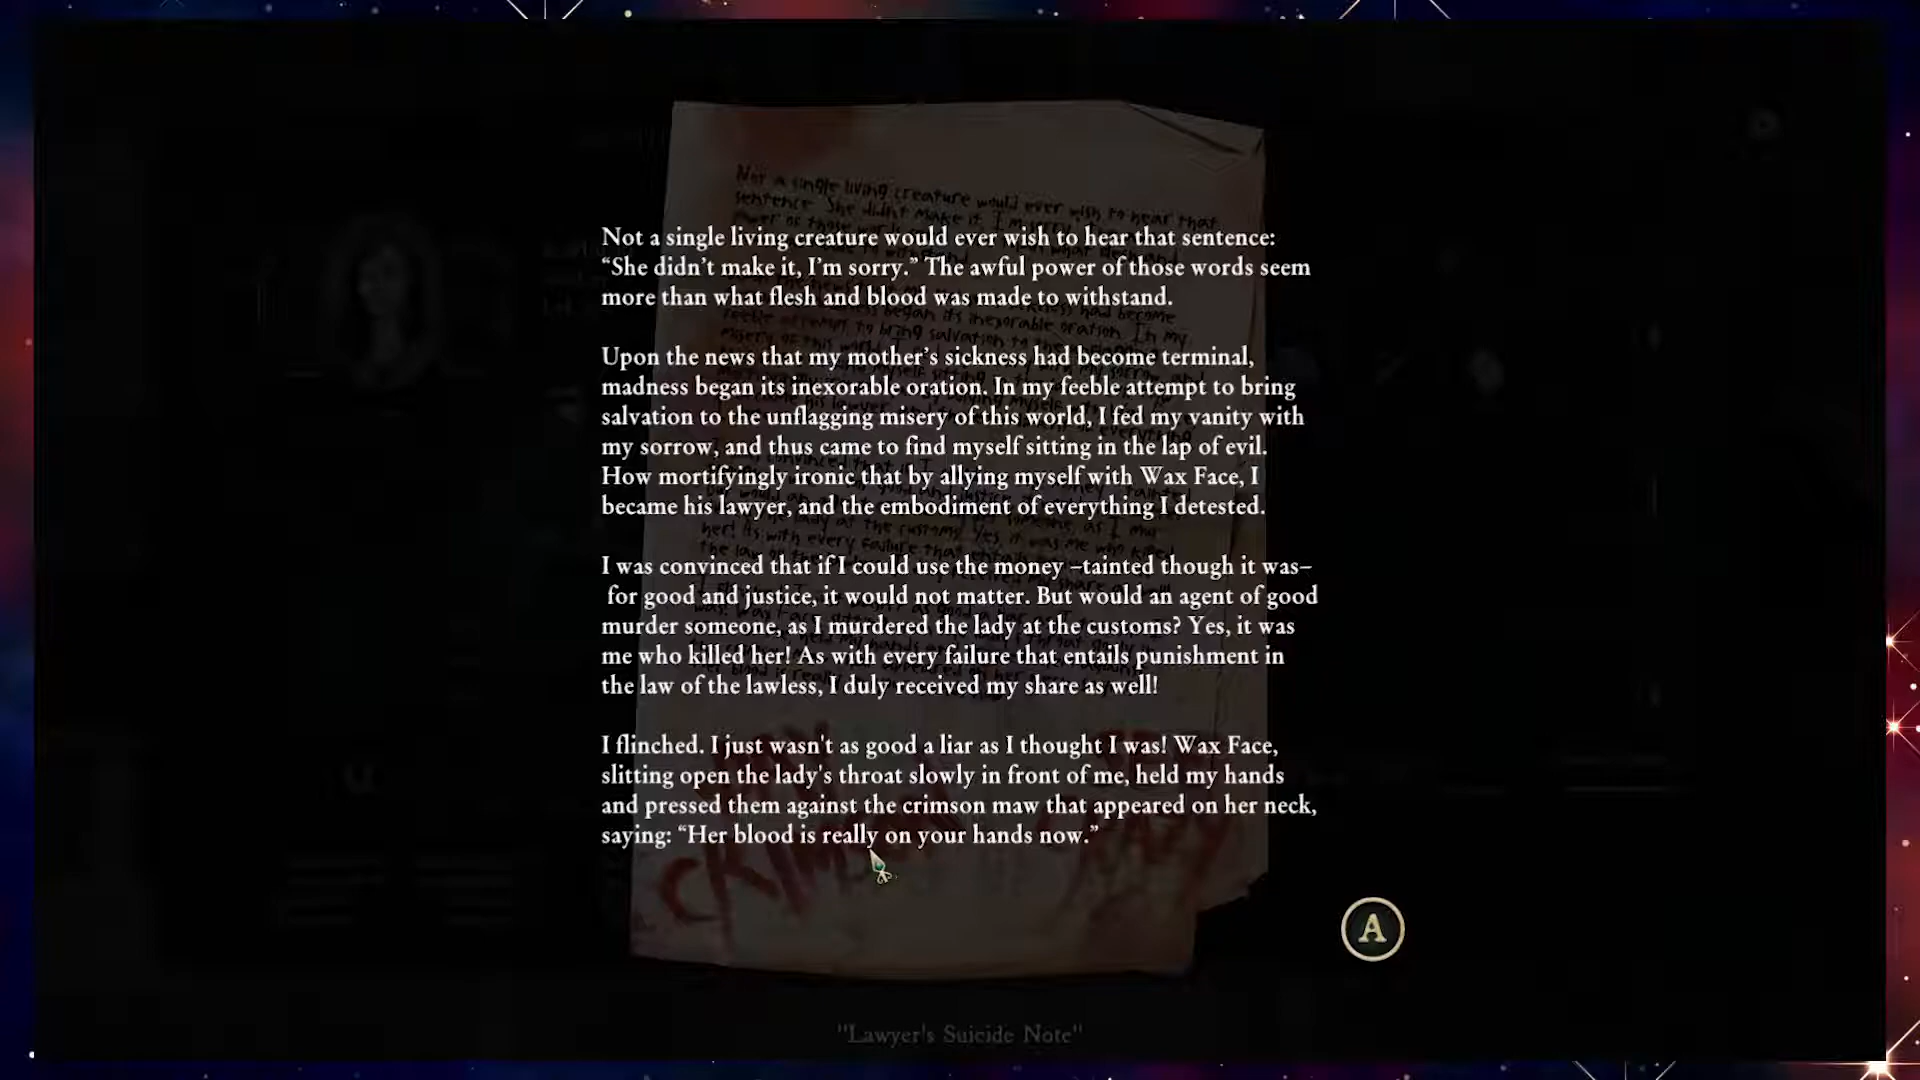 Not a single living creature would ever wish to hear that sentence:
“She didn’t make it, I’m sorry.” The awful power of those words seem
more than what flesh and blood was made to withstand.
Upon the news that my mother’s sickness had become terminal,
madness began its inexorable oration. In my feeble attempt to bring
salvation to the unflagging misery of this world, I fed my vanity with
my sorrow, and thus came to find myself sitting in the lap of evil.
How mortifyingly ironic that by allying myself with Wax Face, I
became his lawyer, and the embodiment of everything I detested.
I was convinced that if I could use the money –tainted though it was–
for good and justice, it would not matter. But would an agent of good
murder someone, as I murdered the lady at the customs? Yes, it was
me who killed her! As with every failure that entails punishment in
the law of the lawless, I duly received my share as well!
I flinched. I just wasn't as good a liar as I thought I was! Wax Face,
slitting open the lady's throat slowly in front of me, held my hands
and pressed them against the crimson maw that appeared on her neck,
saying: “Her blood is really on your hands now.”
A
"Lawyer's Suicide Note"